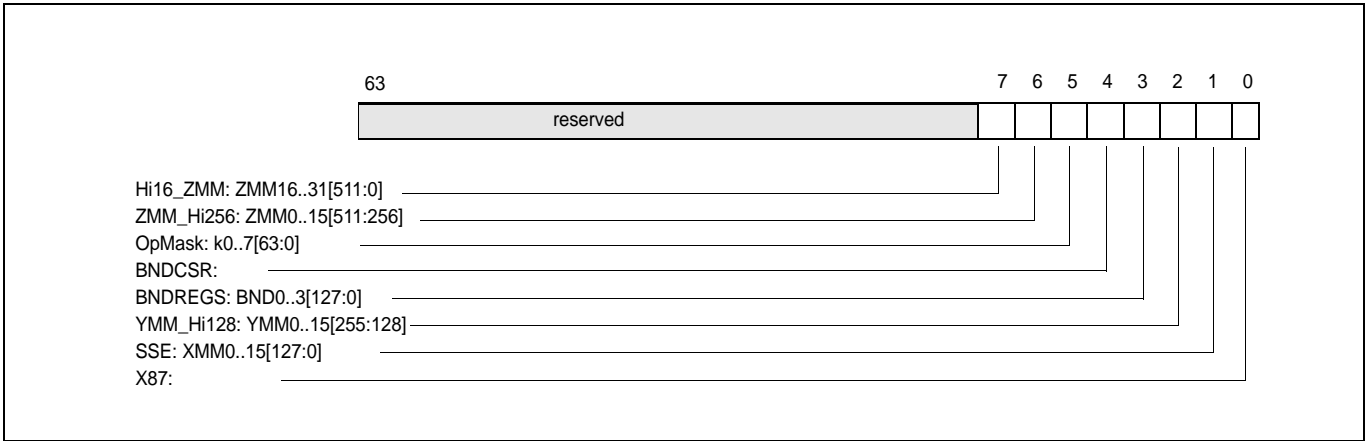 63 7 6 5 4 3 2 1 0
reserved
Hi16_ZMM: ZMM16..31[511:0]
ZMM_Hi256: ZMM0..15[511:256]
OpMask: k0..7[63:0]
BNDCSR:
BNDREGS: BND0..3[127:0]
YMM_Hi128: YMM0..15[255:128]
SSE: XMM0..15[127:0]
X87: